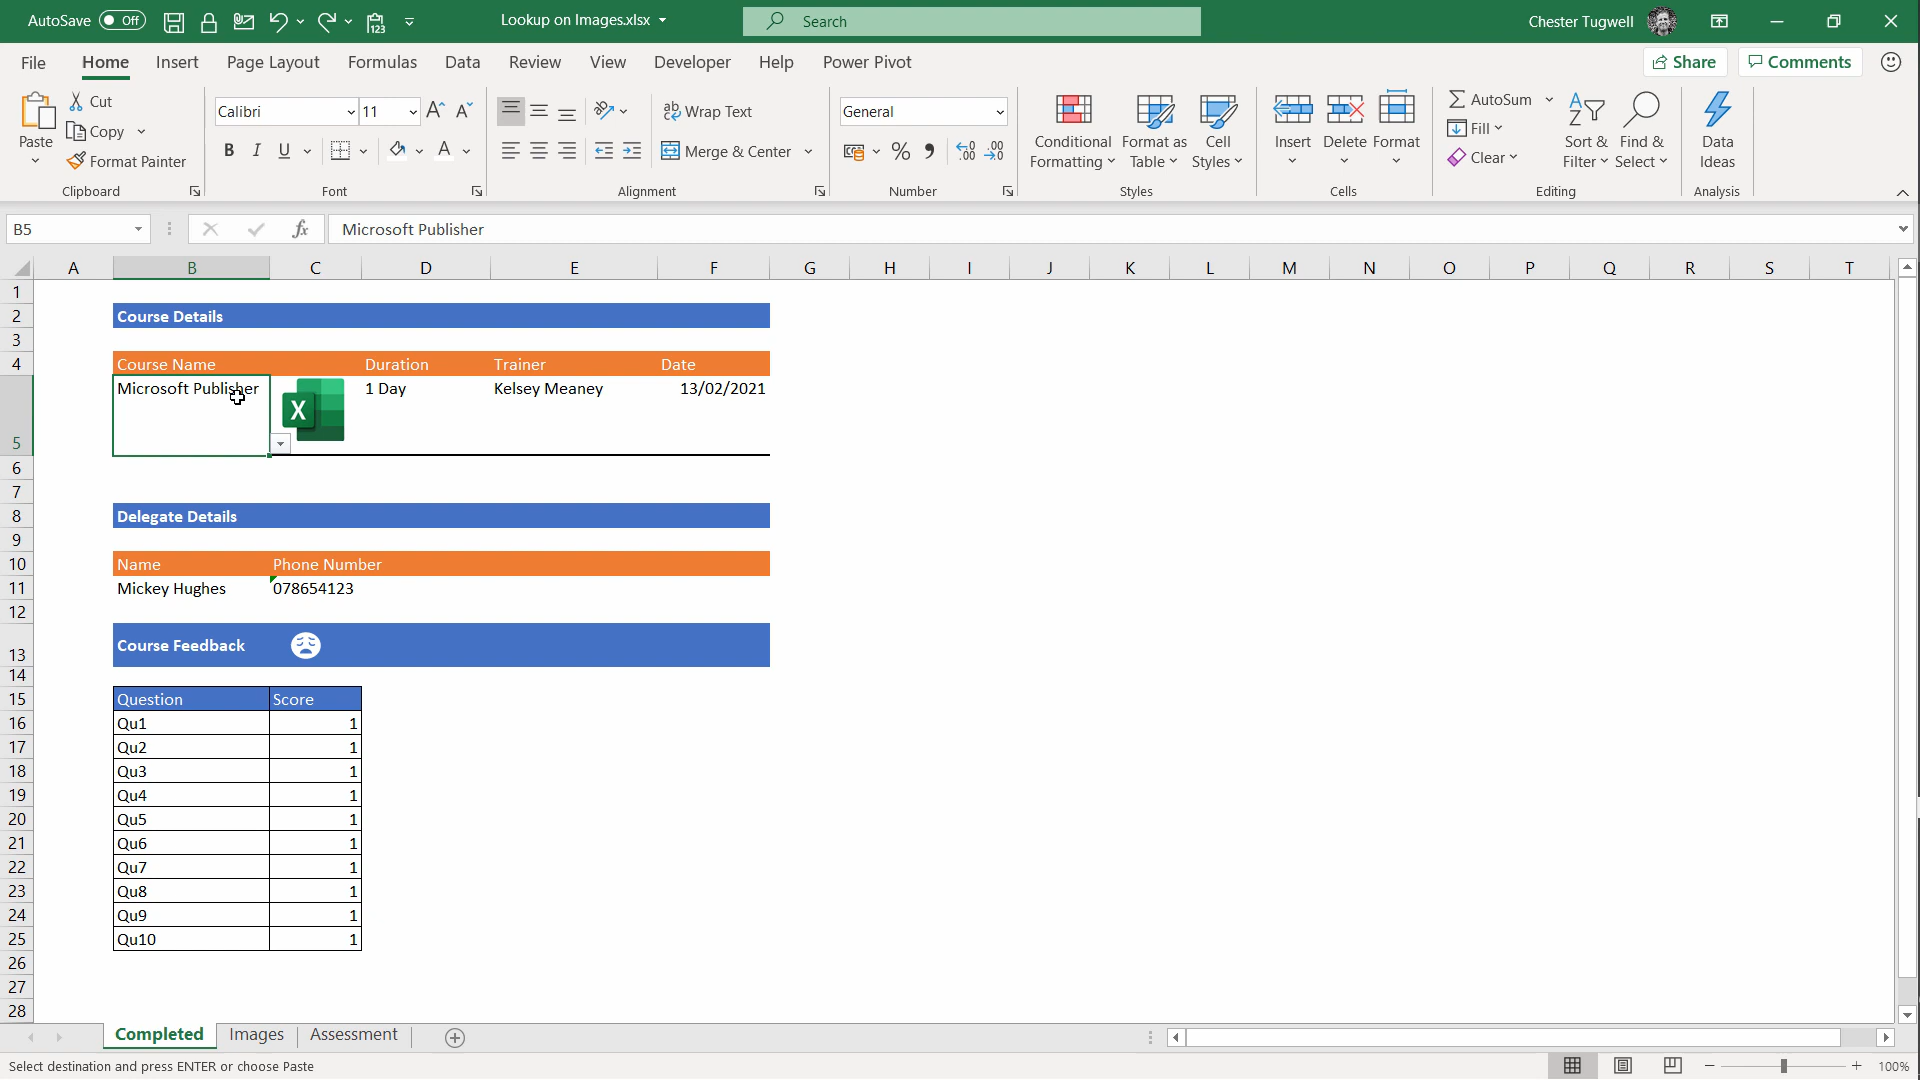 AutoSave Off Lookup on Images.xlsx Search Chester Tugwell
File Home Insert Page Layout Formulas Data Review View Developer Help Power Pivot Share Comments
Paste Cut Copy Format Painter Clipboard
Calibri 11 B I U A Font
Wrap Text Merge & Center Alignment
General % Number
Conditional Formatting Format as Table Cell Styles Styles
Insert Delete Format Cells
AutoSum Fill Clear Sort & Filter Find & Select Editing
Data Ideas Analysis
B5 fx Microsoft Publisher
A B C D E F G H I J K L M N O P Q R S T
1
2 Course Details
3
4 Course Name Duration Trainer Date
5 Microsoft Publisher X 1 Day Kelsey Meaney 13/02/2021
6
7
8 Delegate Details
9
10 Name Phone Number
11 Mickey Hughes 078654123
12
13 Course Feedback
14
15 Question Score
16 Qu1 1
17 Qu2 1
18 Qu3 1
19 Qu4 1
20 Qu5 1
21 Qu6 1
22 Qu7 1
23 Qu8 1
24 Qu9 1
25 Qu10 1
26
27
28
Completed Images Assessment
Select destination and press ENTER or choose Paste 100%